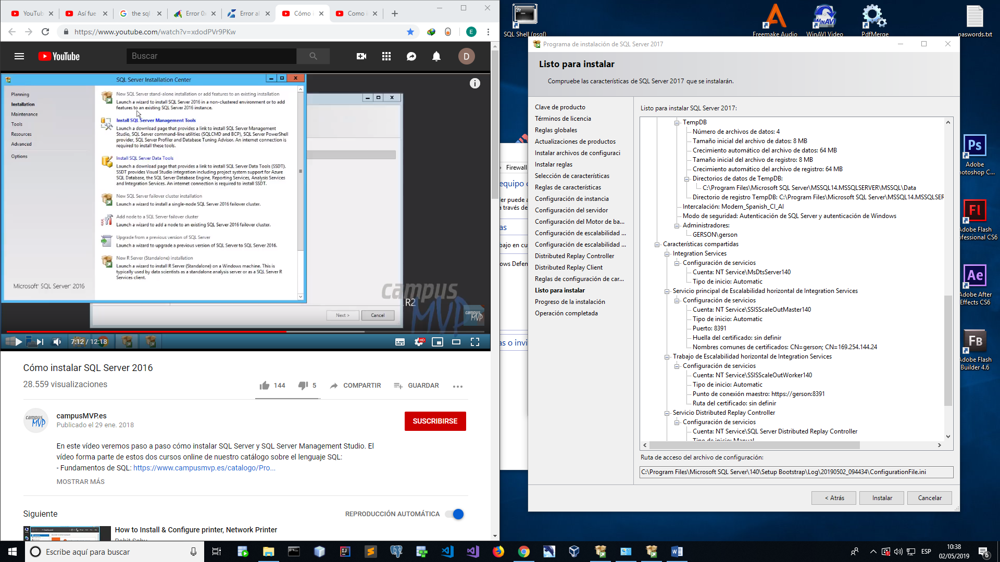 YouTub
Así fue
the sql
Error 0x
Error al
Cómo i
Como i
https://www.youtube.com/watch?v=xdodPVr9PKw
E
YouTube
Buscar
D
SQL Server Installation Center
Planning
Installation
Maintenance
Tools
Resources
Advanced
Options
Microsoft SQL Server 2016
New SQL Server stand-alone installation or add features to an existing installation
Launch a wizard to install SQL Server 2016 in a non-clustered environment or to add
features to an existing SQL Server 2016 instance.
Install SQL Server Management Tools
Launch a download page that provides a link to install SQL Server Management
Studio, SQL Server command-line utilities (SQLCMD and BCP), SQL Server PowerShell
provider, SQL Server Profiler and Database Tuning Advisor. An internet connection is
required to install these tools.
Install SQL Server Data Tools
Launch a download page that provides a link to install SQL Server Data Tools (SSDT).
SSDT provides Visual Studio integration including project system support for Azure
SQL Database, the SQL Server Database Engine, Reporting Services, Analysis Services
and Integration Services. An internet connection is required to install SSDT.
New SQL Server failover cluster installation
Launch a wizard to install a single-node SQL Server 2016 failover cluster.
Add node to a SQL Server failover cluster
Launch a wizard to add a node to an existing SQL Server 2016 failover cluster.
Upgrade from a previous version of SQL Server
Launch a wizard to upgrade a previous version of SQL Server to SQL Server 2016.
New R Server (Standalone) installation
Launch a wizard to install R Server (Standalone) on a Windows machine. This is
typically used by data scientists as a standalone analysis server or as a SQL Server R
Services client.
campus
MVP
R2
campus
MVP
Next >
Cancel
7:12 / 12:18
HD
Cómo instalar SQL Server 2016
28.559 visualizaciones
144
5
COMPARTIR
GUARDAR
campus
MVP
campusMVP.es
Publicado el 29 ene. 2018
SUSCRIBIRSE
En este vídeo veremos paso a paso cómo instalar SQL Server y SQL Server Management Studio. El
vídeo forma parte de estos dos cursos online de nuestro catálogo sobre el lenguaje SQL:
- Fundamentos de SQL: https://www.campusmvp.es/catalogo/Pro...
MOSTRAR MÁS
Siguiente
REPRODUCCIÓN AUTOMÁTICA
How to Install & Configure printer, Network Printer
SQL Shell (psql)
Freemake Audio
WinAVI Video
PdfMerge
paswords.txt
Firewall
equipo
er puede a
a través de
as
bajo en cu
ows Defen
as o invi
Programa de instalación de SQL Server 2017
Listo para instalar
Compruebe las características de SQL Server 2017 que se instalarán.
Clave de producto
Términos de licencia
Reglas globales
Actualizaciones de productos
Instalar archivos de configuraci
Instalar reglas
Selección de características
Reglas de características
Configuración de instancia
Configuración del servidor
Configuración del Motor de ba...
Configuración de escalabilidad ...
Configuración de escalabilidad ...
Distributed Replay Controller
Distributed Replay Client
Reglas de configuración de car...
Listo para instalar
Progreso de la instalación
Operación completada
Listo para instalar SQL Server 2017:
TempDB
Número de archivos de datos: 4
Tamaño inicial del archivo de datos: 8 MB
Crecimiento automático del archivo de datos: 64 MB
Tamaño inicial del archivo de registro: 8 MB
Crecimiento automático del archivo de registro: 64 MB
Directorios de datos de TempDB:
C:\Program Files\Microsoft SQL Server\MSSQL14.MSSQLSERVER\MSSQL\Data
Directorio de registro TempDB: C:\Program Files\Microsoft SQL Server\MSSQL14.MSSQLSER
Intercalación: Modern_Spanish_CI_AI
Modo de seguridad: Autenticación de SQL Server y autenticación de Windows
Administradores:
GERSON\gerson
Características compartidas
Integration Services
Configuración de servicios
Cuenta: NT Service\MsDtsServer140
Tipo de inicio: Automatic
Servicio principal de Escalabilidad horizontal de Integration Services
Configuración de servicios
Cuenta: NT Service\SSISScaleOutMaster140
Tipo de inicio: Automatic
Puerto: 8391
Huella del certificado: sin definir
Nombres comunes de certificados: CN=gerson; CN=169.254.144.24
Trabajo de Escalabilidad horizontal de Integration Services
Configuración de servicios
Cuenta: NT Service\SSISScaleOutWorker140
Tipo de inicio: Automatic
Punto de conexión maestro: https://gerson:8391
Ruta del certificado: sin definir
Servicio Distributed Replay Controller
Configuración de servicios
Cuenta: NT Service\SQL Server Distributed Replay Controller
Tipo de inicio: Manual
Ruta de acceso del archivo de configuración:
C:\Program Files\Microsoft SQL Server\140\Setup Bootstrap\Log\20190502_094434\ConfigurationFile.ini
< Atrás
Instalar
Cancelar
Ps
Adobe
otoshop C...
Fl
Adobe Flash
ofessional CS6
Ae
Adobe After
Effects CS6
Fb
Adobe Flash
Builder 4.6
Escribe aquí para buscar
ESP
10:38
02/05/2019
6